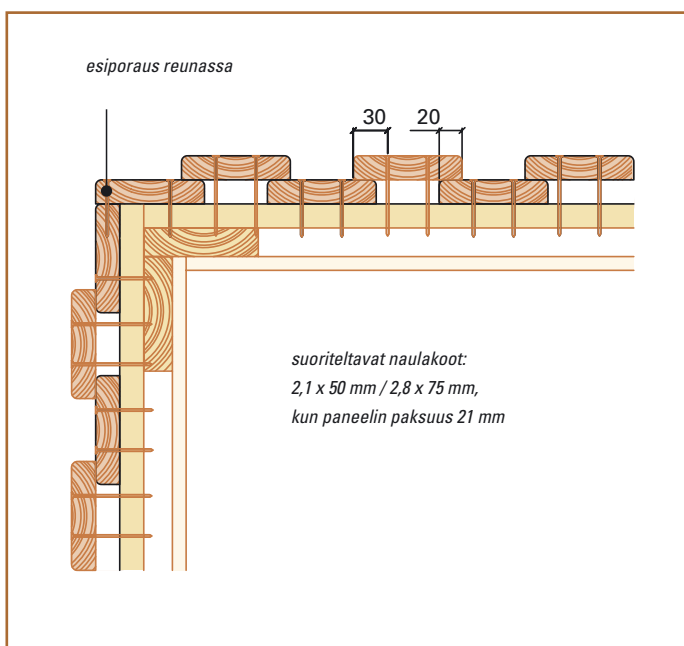 esiporaus reunassa
30 20
suoriteltavat naulakoot:
2,1 x 50 mm / 2,8 x 75 mm,
kun paneelin paksuus 21 mm